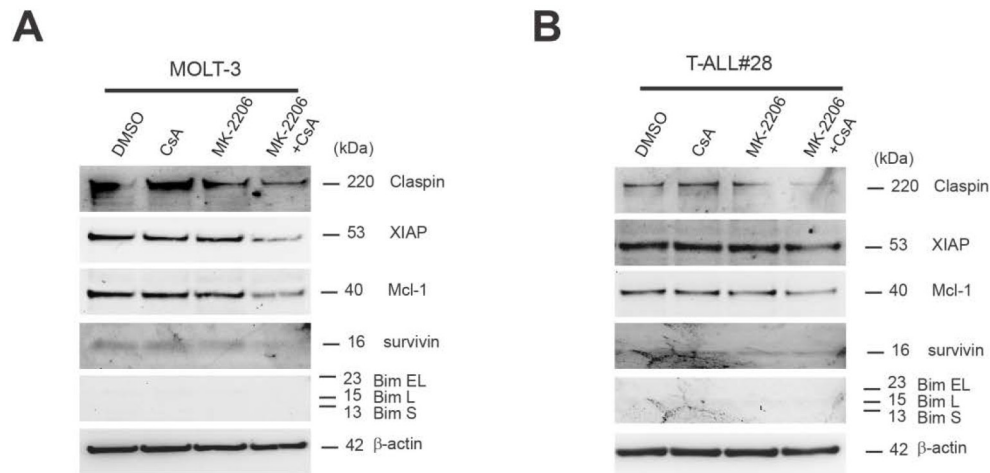 A
MOLT-3
DMSO
CsA
MK-2206
MK-2206
+CsA
(kDa)
220 Claspin
53 XIAP
40 Mcl-1
16 survivin
23 Bim EL
15 Bim L
13 Bim S
42 β-actin
B
T-ALL#28
DMSO
CsA
MK-2206
MK-2206
+CsA
(kDa)
220 Claspin
53 XIAP
40 Mcl-1
16 survivin
23 Bim EL
15 Bim L
13 Bim S
42 β-actin